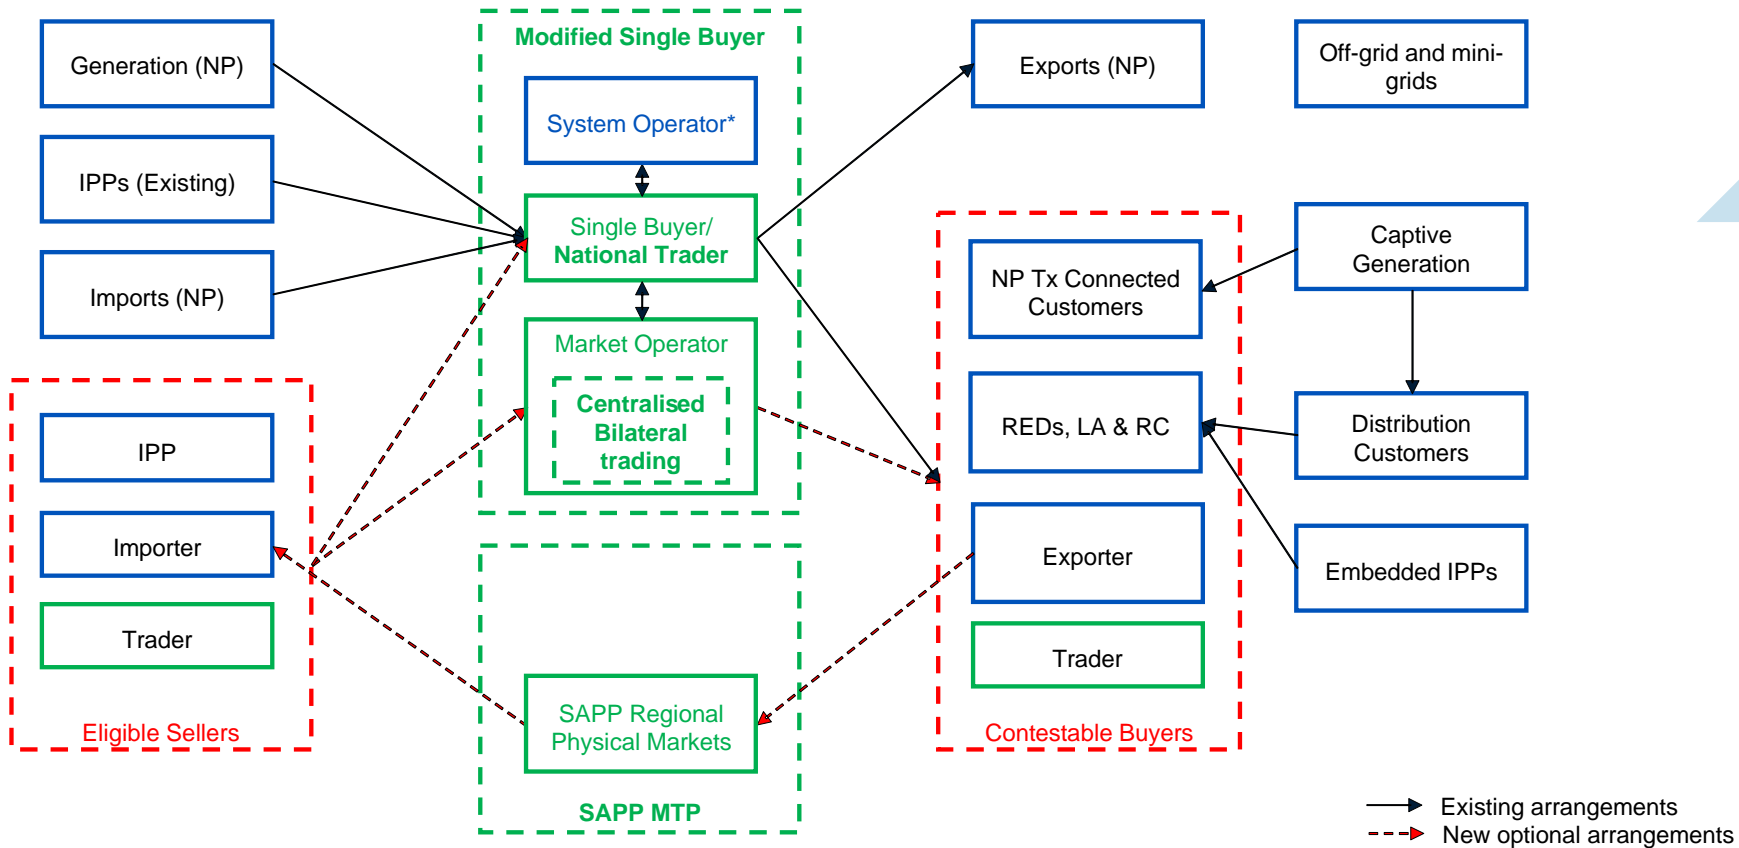 Modified Single Buyer
Generation (NP)
IPPs (Existing)
Imports (NP)
System Operator*
Single Buyer/
National Trader
Market Operator
Centralised
Bilateral
trading
Exports (NP)
Off-grid and mini-
grids
Captive
Generation
NP Tx Connected
Customers
REDs, LA & RC
Distribution
Customers
Exporter
Embedded IPPs
Trader
Contestable Buyers
IPP
Importer
Trader
Eligible Sellers
SAPP Regional
Physical Markets
SAPP MTP
Existing arrangements
New optional arrangements